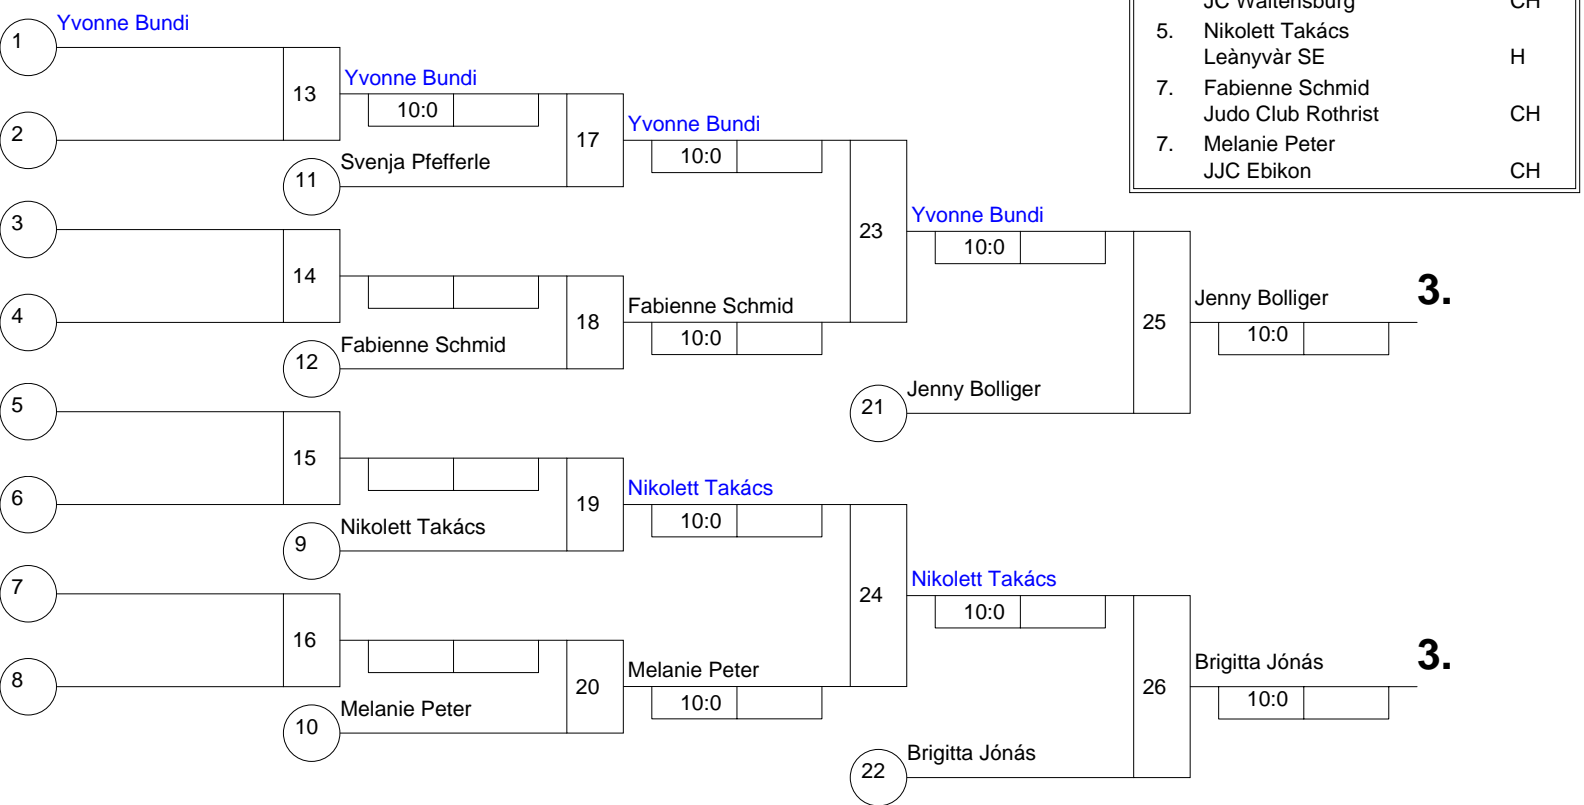 JC Waltensburg CH
5. Nikolett Takács
Leànyvàr SE H
7. Fabienne Schmid
Judo Club Rothrist CH
7. Melanie Peter
JJC Ebikon CH
1 Yvonne Bundi
13
Yvonne Bundi
10:0
2
17
Yvonne Bundi
10:0
11 Svenja Pfefferle
3
23
Yvonne Bundi
10:0
14
4
18
Fabienne Schmid
10:0
12 Fabienne Schmid
25
Jenny Bolliger 3.
10:0
5
21 Jenny Bolliger
15
6
19
Nikolett Takács
10:0
9 Nikolett Takács
7
24
Nikolett Takács
10:0
16
8
20
Melanie Peter
10:0
10 Melanie Peter
26
Brigitta Jónás 3.
10:0
22 Brigitta Jónás